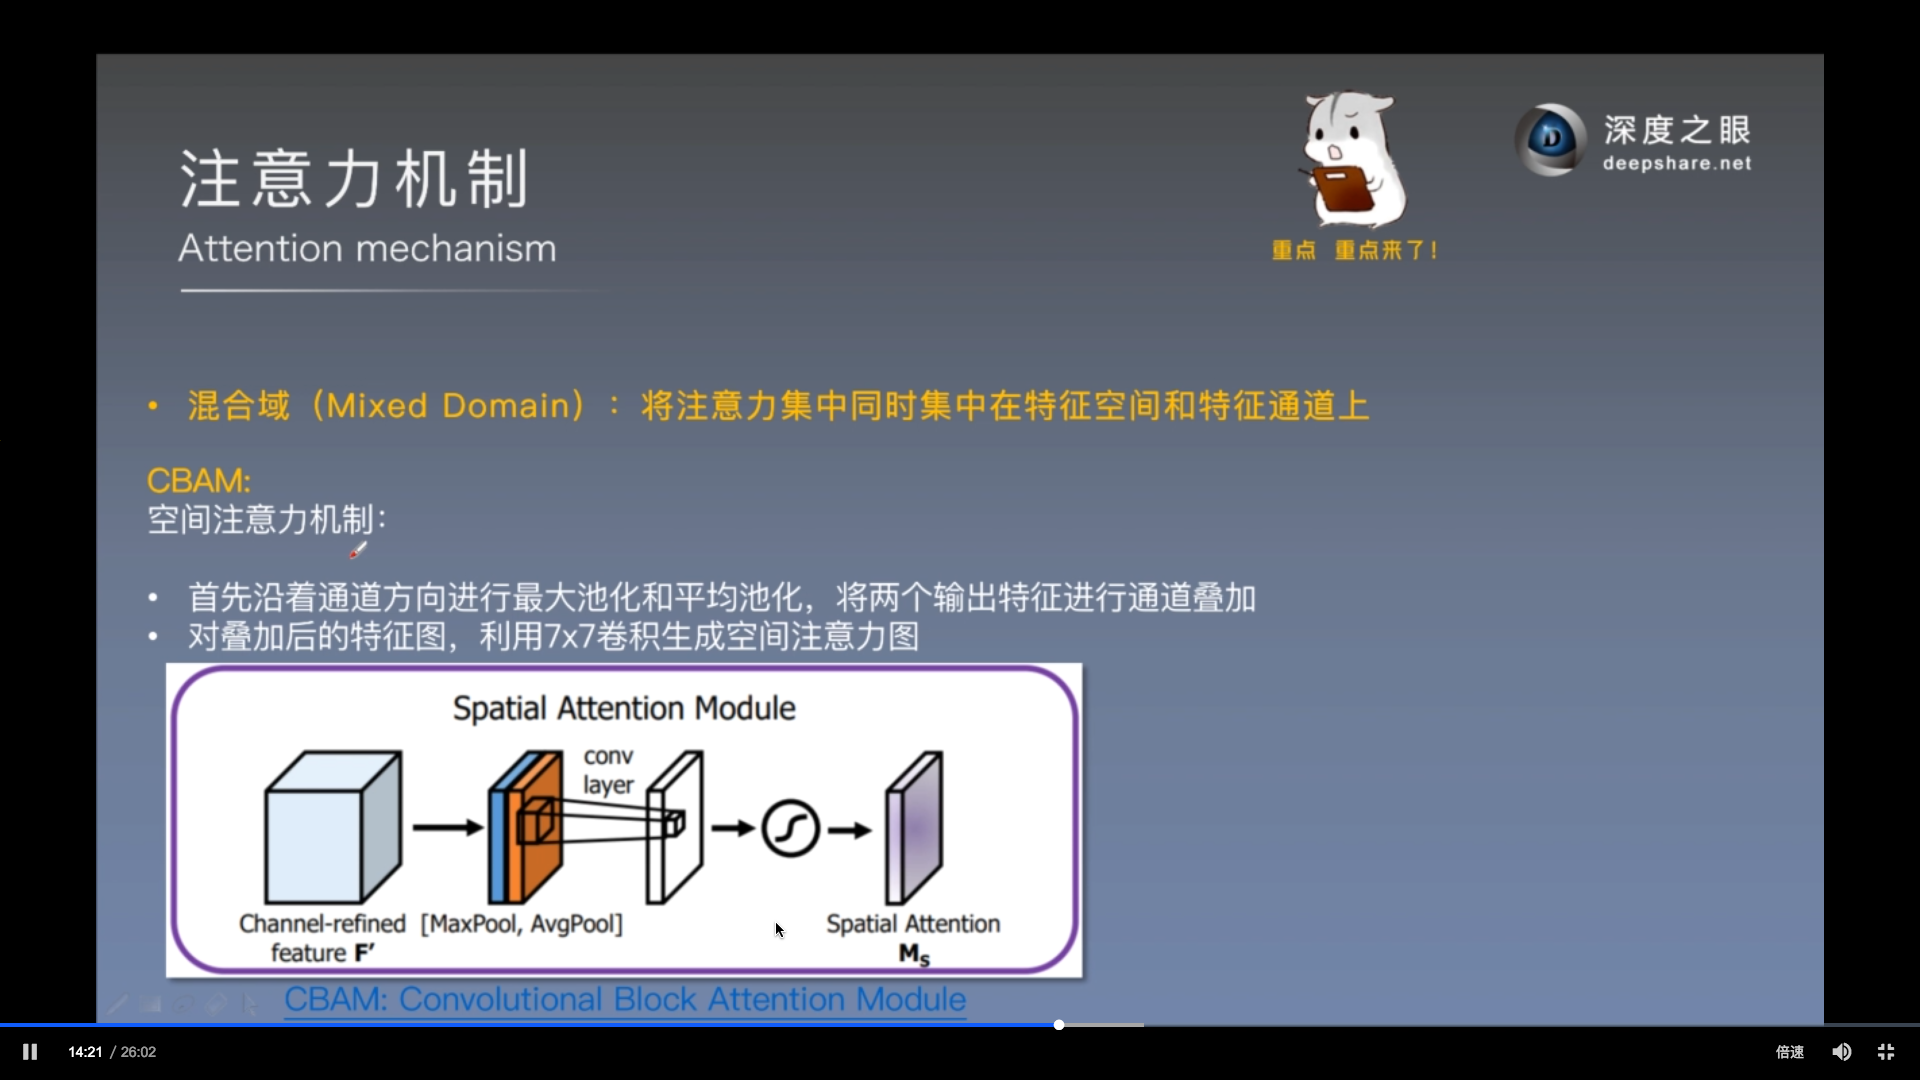 注意力机制
Attention mechanism
重点 重点来了！
深度之眼
deepshare.net
• 混合域（Mixed Domain）：将注意力集中同时集中在特征空间和特征通道上
CBAM:
空间注意力机制：
• 首先沿着通道方向进行最大池化和平均池化，将两个输出特征进行通道叠加
• 对叠加后的特征图，利用7x7卷积生成空间注意力图
Spatial Attention Module
conv
layer
Channel-refined
feature F′
[MaxPool, AvgPool]
Spatial Attention
Ms
CBAM: Convolutional Block Attention Module
14:21 / 26:02
倍速